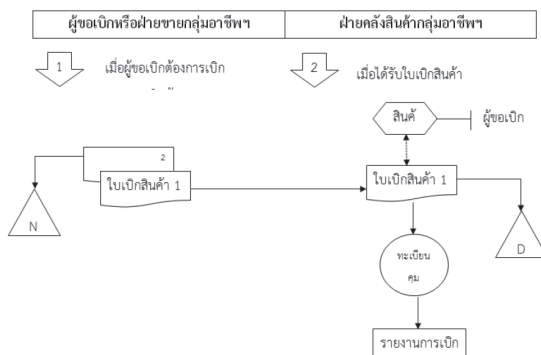 ผู้ขอเบิกหรือฝ่ายขายกลุ่มอาชีพฯ
ฝ่ายคลังสินค้ากลุ่มอาชีพฯ
1
เมื่อผู้ขอเบิกต้องการเบิก
2
เมื่อได้รับใบเบิกสินค้า
สินค้
ผู้ขอเบิก
2
ใบเบิกสินค้า 1
ใบเบิกสินค้า 1
N
D
ทะเบียน
คุม
รายงานการเบิก